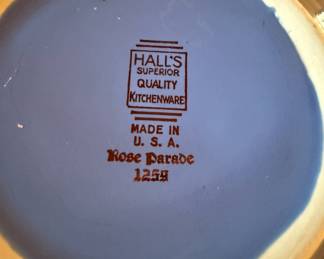 HALL'S
SUPERIOR
QUALITY
KITCHENWARE
MADE IN
U. S. A.
Rose Parade
1259